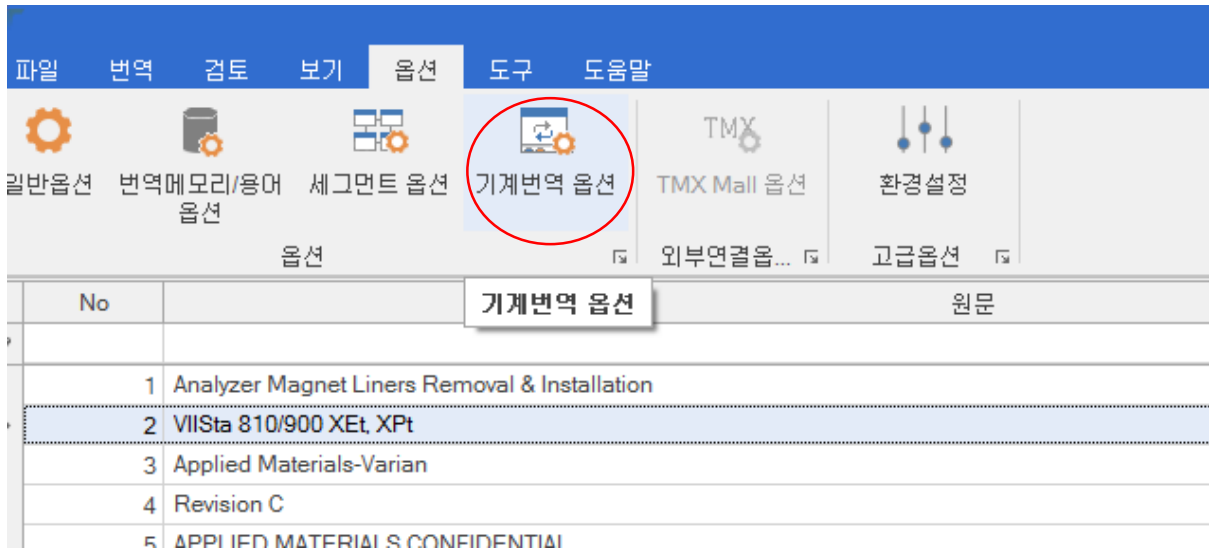 파일 번역 검토 보기 옵션 도구 도움말
TMX
일반옵션 번역메모리/용어 옵션 세그먼트 옵션 기계번역 옵션 TMX Mall 옵션 환경설정
옵션 외부연결옵... 고급옵션
No 기계번역 옵션 원문
1 Analyzer Magnet Liners Removal & Installation
2 VIISta 810/900 XEt, XPt
3 Applied Materials-Varian
4 Revision C
5 APPLIED MATERIALS CONFIDENTIAL